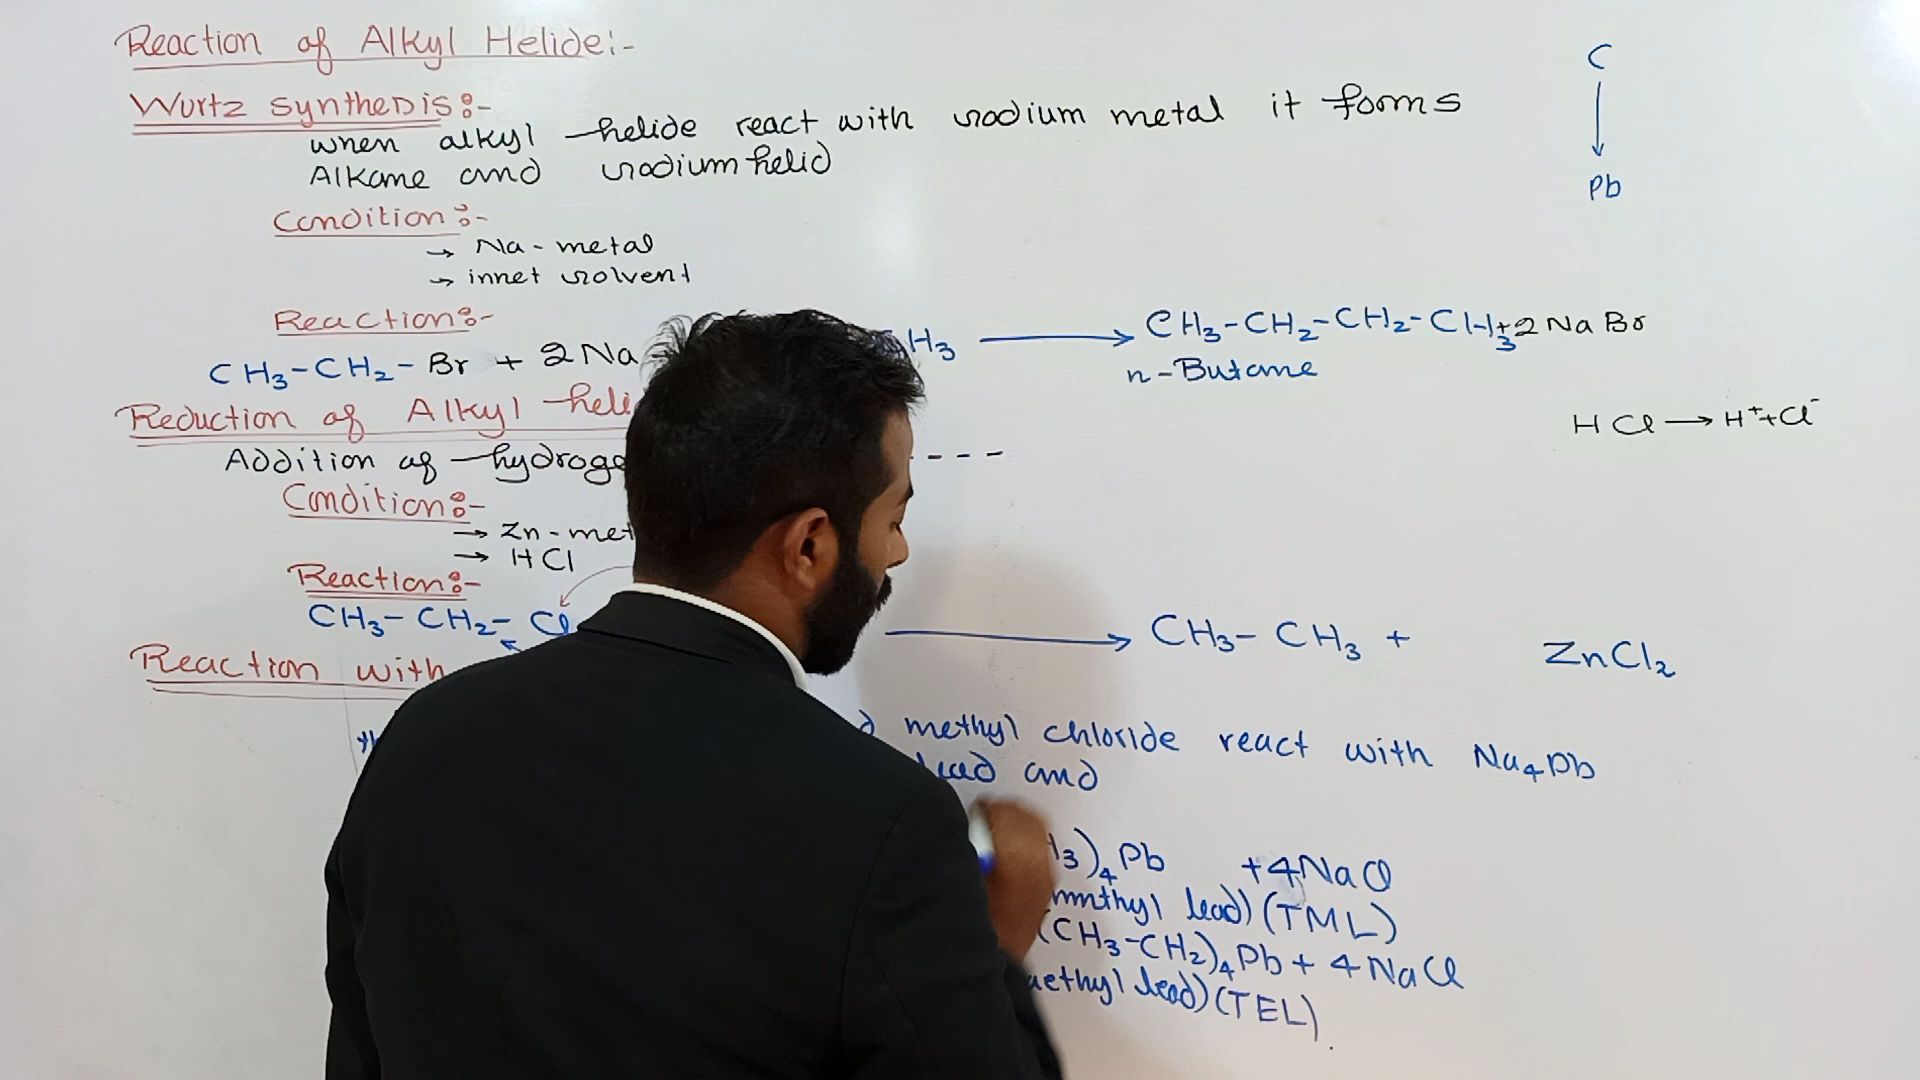 Reaction of Alkyl Helide:-
C
Pb
Wurtz synthesis:-
when alkyl helide react with sodium metal it forms
Alkane and sodium helid
Condition:-
→ Na-metal
→ innet solvent
Reaction:-
CH3-CH2-Br + 2Na
H3 → CH3-CH2-CH2-CH3+2NaBr
n-Butane
Reduction of Alkyl
HCl → H++Cl-
Addition of
----
Condition:-
→ Zn-
→ HCl
Reaction:-
CH3-CH2-Cl
→ CH3-CH3 + ZnCl2
Reaction with
methyl chloride react with Na4Pb
lead and
)4Pb +4NaCl
lead) (TML)
(CH3-CH2)4Pb + 4NaCl
lead) (TEL)